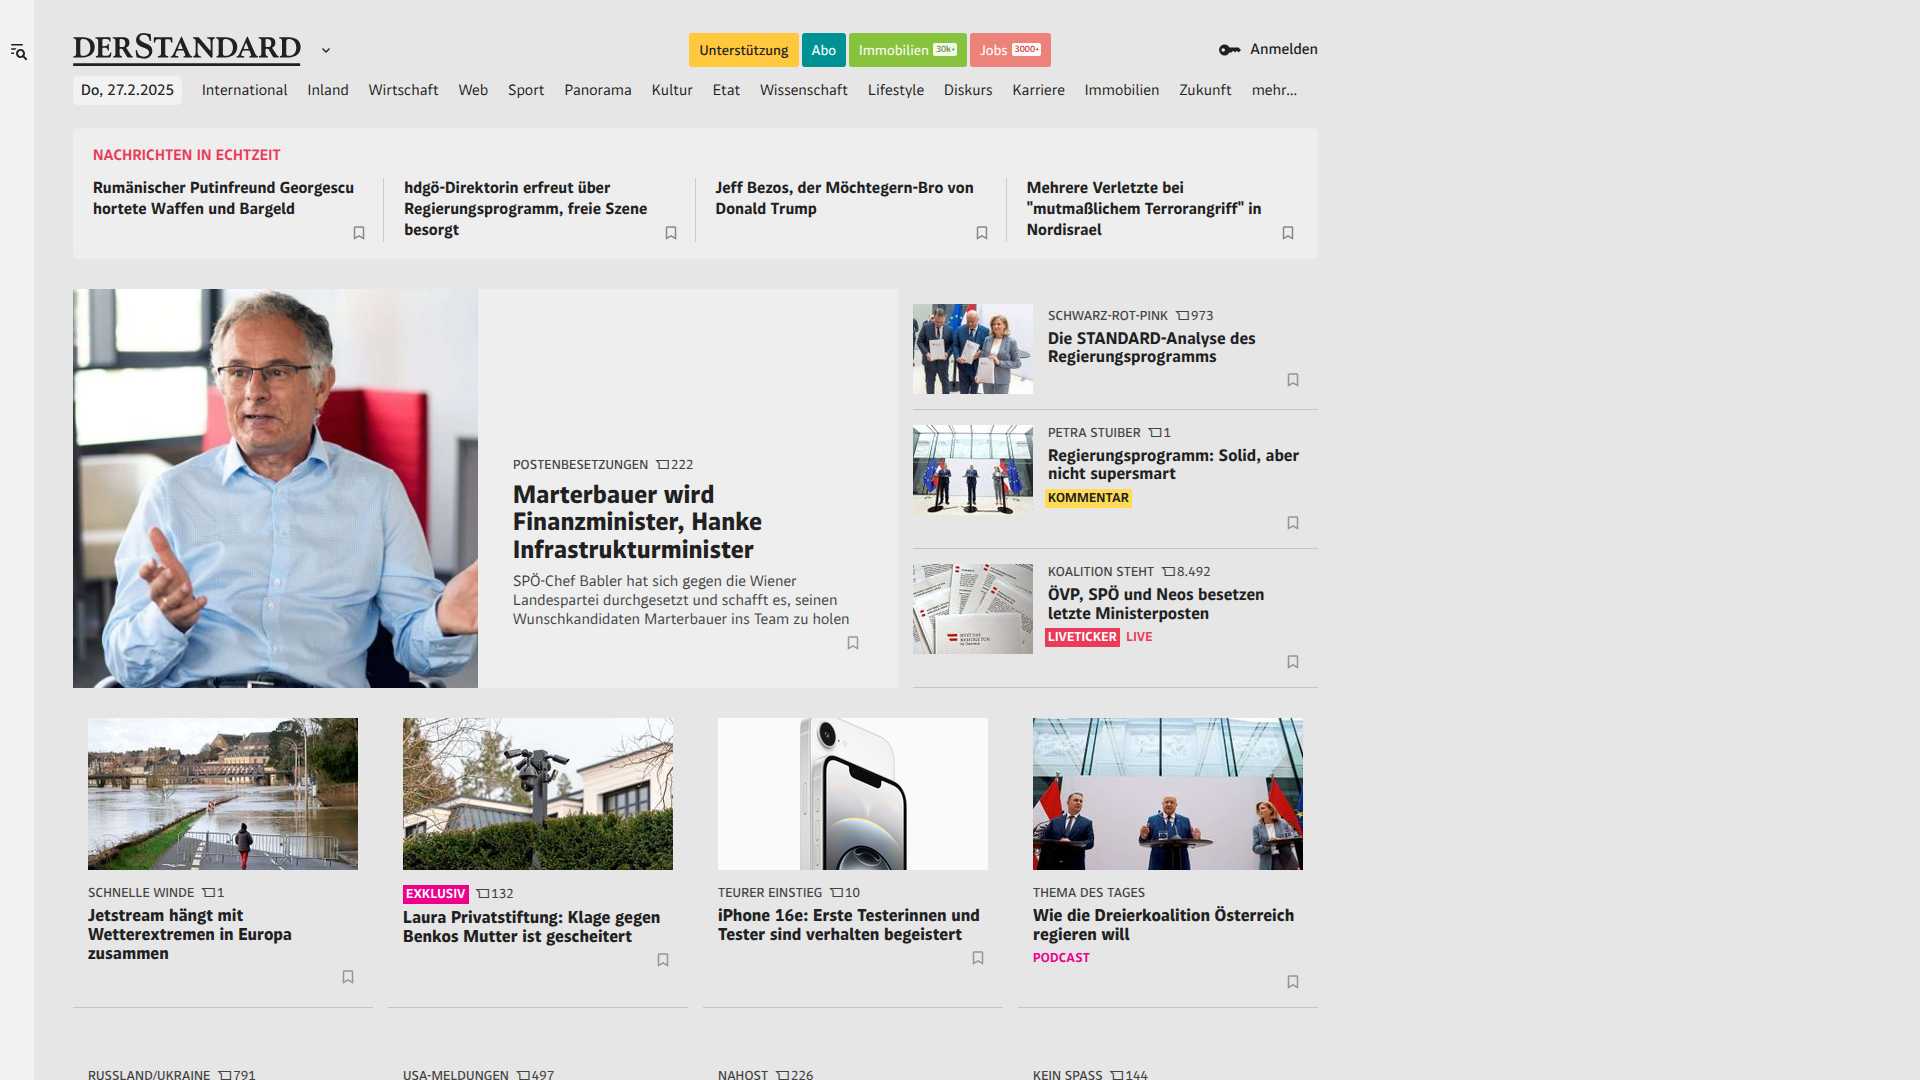 DERSTANDARD
Unterstützung
Abo
Immobilien 30k+
Jobs 3000+
Anmelden
Do, 27.2.2025
International
Inland
Wirtschaft
Web
Sport
Panorama
Kultur
Etat
Wissenschaft
Lifestyle
Diskurs
Karriere
Immobilien
Zukunft
mehr...
NACHRICHTEN IN ECHTZEIT
Rumänischer Putinfreund Georgescu
hortete Waffen und Bargeld
hdgö-Direktorin erfreut über
Regierungsprogramm, freie Szene
besorgt
Jeff Bezos, der Möchtegern-Bro von
Donald Trump
Mehrere Verletzte bei
"mutmaßlichem Terrorangriff" in
Nordisrael
POSTENBESETZUNGEN 222
Marterbauer wird
Finanzminister, Hanke
Infrastrukturminister
SPÖ-Chef Babler hat sich gegen die Wiener
Landespartei durchgesetzt und schafft es, seinen
Wunschkandidaten Marterbauer ins Team zu holen
SCHWARZ-ROT-PINK 973
Die STANDARD-Analyse des
Regierungsprogramms
PETRA STUIBER 1
Regierungsprogramm: Solid, aber
nicht supersmart
KOMMENTAR
KOALITION STEHT 8.492
ÖVP, SPÖ und Neos besetzen
letzte Ministerposten
LIVETICKER LIVE
SCHNELLE WINDE 1
Jetstream hängt mit
Wetterextremen in Europa
zusammen
EXKLUSIV 132
Laura Privatstiftung: Klage gegen
Benkos Mutter ist gescheitert
TEURER EINSTIEG 10
iPhone 16e: Erste Testerinnen und
Tester sind verhalten begeistert
THEMA DES TAGES
Wie die Dreierkoalition Österreich
regieren will
PODCAST
RUSSLAND/UKRAINE 791
USA-MELDUNGEN 497
NAHOST 226
KEIN SPASS 144